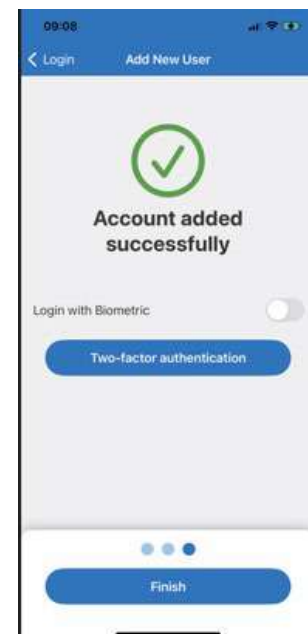 09:08
Login
Add New User
Account added
successfully
Login with Biometric
Two-factor authentication
Finish